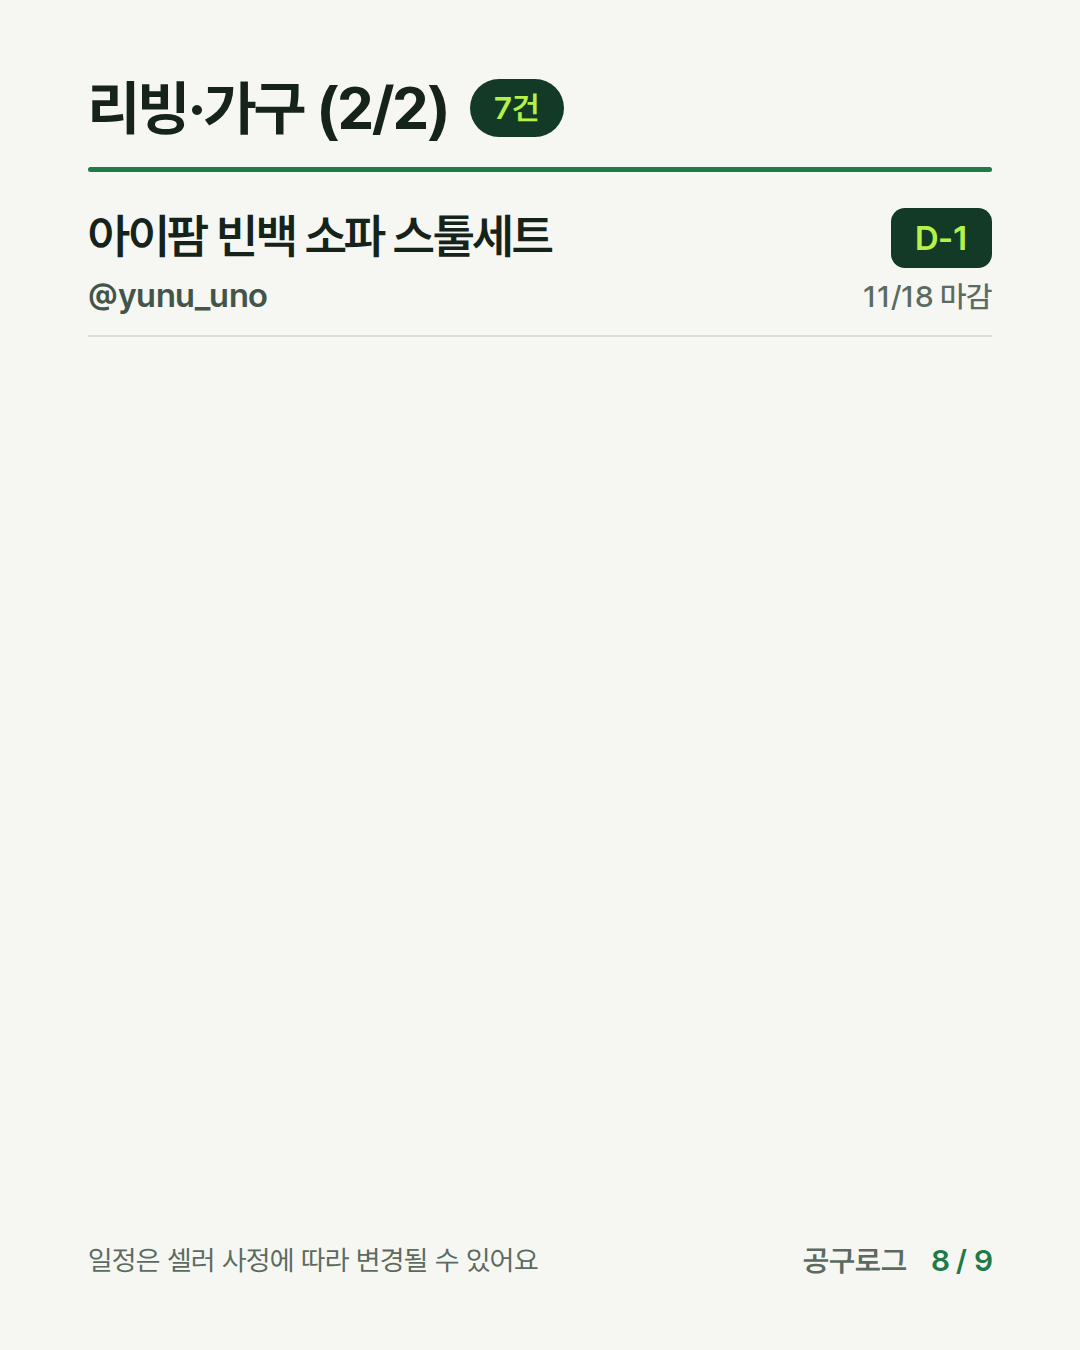 리빙·가구 (2/2) 7건
아이팜 빈백 소파 스툴세트 D-1
@yunu_uno 11/18 마감
일정은 셀러 사정에 따라 변경될 수 있어요 공구로그 8 / 9